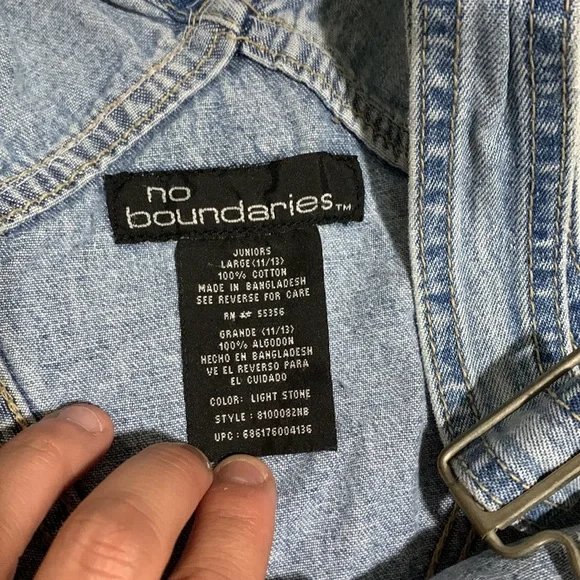 no
boundaries™
JUNIORS
LARGE (11/13)
100% COTTON
MADE IN BANGLADESH
SEE REVERSE FOR CARE
RN # 55356
GRANDE (11/13)
100% ALGODON
HECHO EN BANGLADESH
VE EL REVERSO PARA
EL CUIDADO
COLOR: LIGHT STONE
STYLE : 8100082NB
UPC : 686176004136